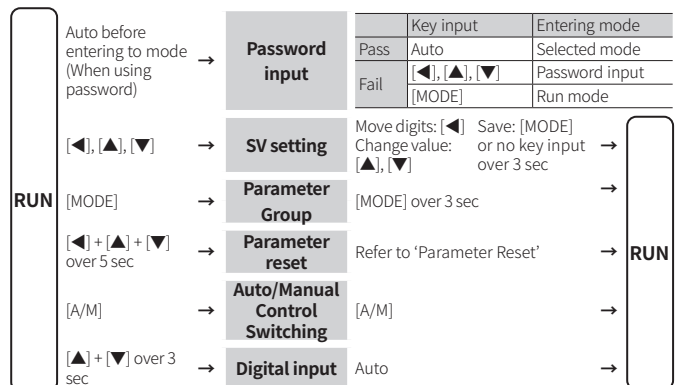 Auto before
entering to mode
(When using
password)
→
Password
input
Key input Entering mode
Pass Auto Selected mode
Fail [◀], [▲], [▼] Password input
[MODE] Run mode
[◀], [▲], [▼] → SV setting
Move digits: [◀] Save: [MODE]
Change value: or no key input →
[▲], [▼] over 3 sec
RUN
[MODE] → Parameter
Group
[MODE] over 3 sec →
[◀] + [▲] + [▼]
over 5 sec
→ Parameter
reset
Refer to ‘Parameter Reset’ → RUN
[A/M] → Auto/Manual
Control
Switching
[A/M] →
[▲] + [▼] over 3
sec
→ Digital input Auto →